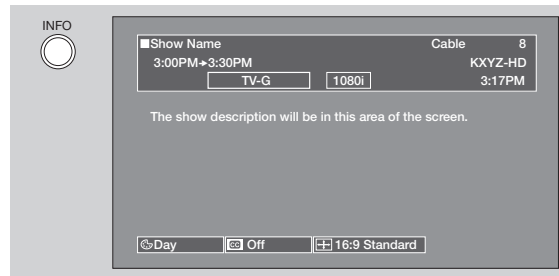 INFO
■Show Name Cable 8
3:00PM→3:30PM KXYZ-HD
TV-G 1080i 3:17PM
The show description will be in this area of the screen.
Day CC Off 16:9 Standard